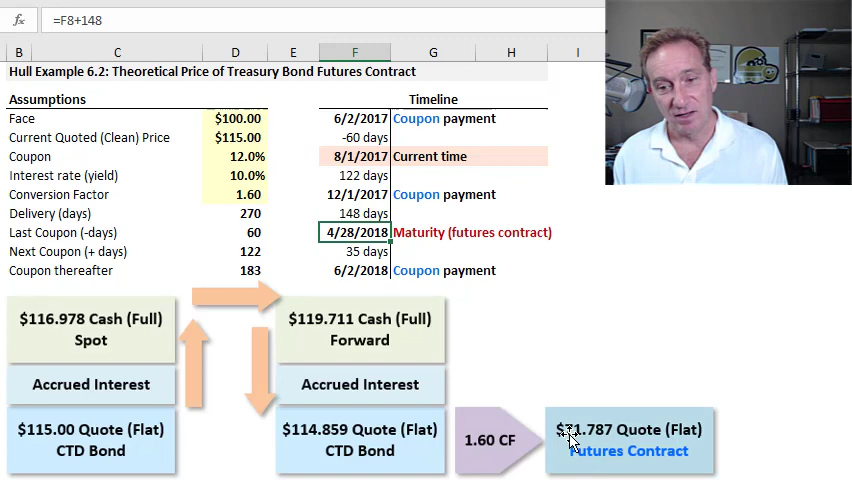 =F8+148
B C D E F G H I
Hull Example 6.2: Theoretical Price of Treasury Bond Futures Contract
Assumptions Timeline
Face $100.00 6/2/2017 Coupon payment
Current Quoted (Clean) Price $115.00 -60 days
Coupon 12.0% 8/1/2017 Current time
Interest rate (yield) 10.0% 122 days
Conversion Factor 1.60 12/1/2017 Coupon payment
Delivery (days) 270 148 days
Last Coupon (-days) 60 4/28/2018 Maturity (futures contract)
Next Coupon (+ days) 122 35 days
Coupon thereafter 183 6/2/2018 Coupon payment
$116.978 Cash (Full) Spot
$119.711 Cash (Full) Forward
Accrued Interest
Accrued Interest
$115.00 Quote (Flat) CTD Bond
$114.859 Quote (Flat) CTD Bond
1.60 CF
$71.787 Quote (Flat)
Futures Contract